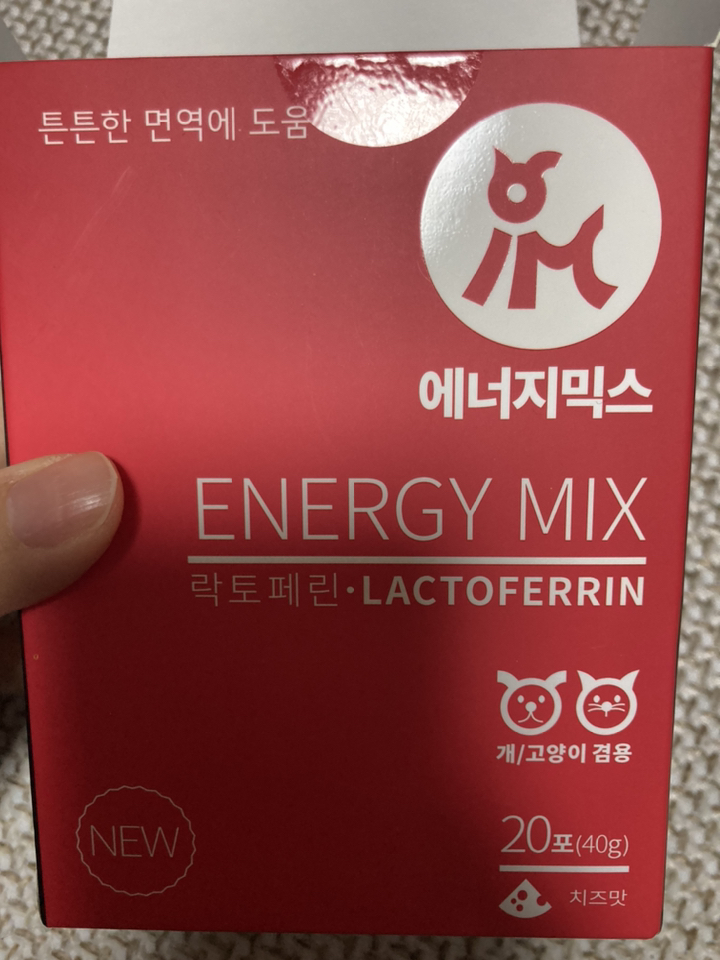 튼튼한 면역에 도움
에너지믹스
ENERGY MIX
락토페린·LACTOFERRIN
개/고양이 겸용
NEW
20포(40g)
치즈맛